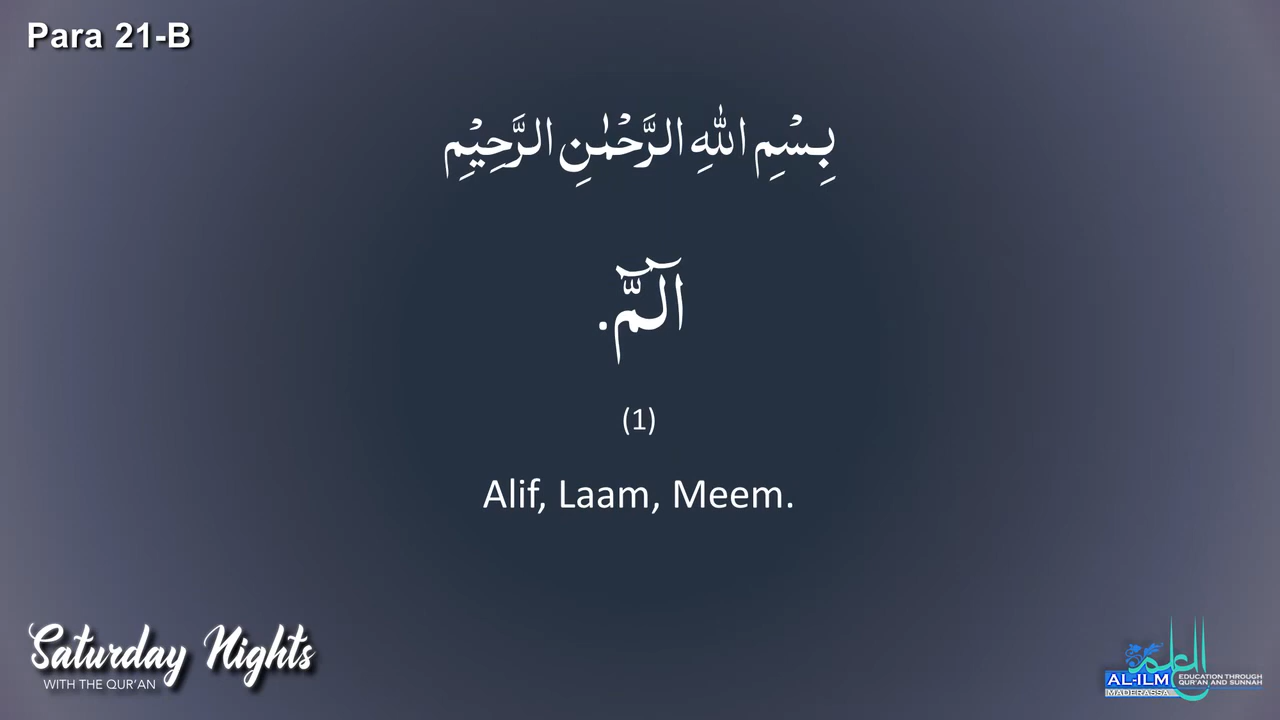 Para 21-B
بِسْمِ اللهِ الرَّحْمٰنِ الرَّحِيْمِ
الٓمّٓ.
(1)
Alif, Laam, Meem.
Saturday Nights
WITH THE QUR'AN
العلم
AL-ILM
MADERASSA
EDUCATION THROUGH
QUR'AN AND SUNNAH